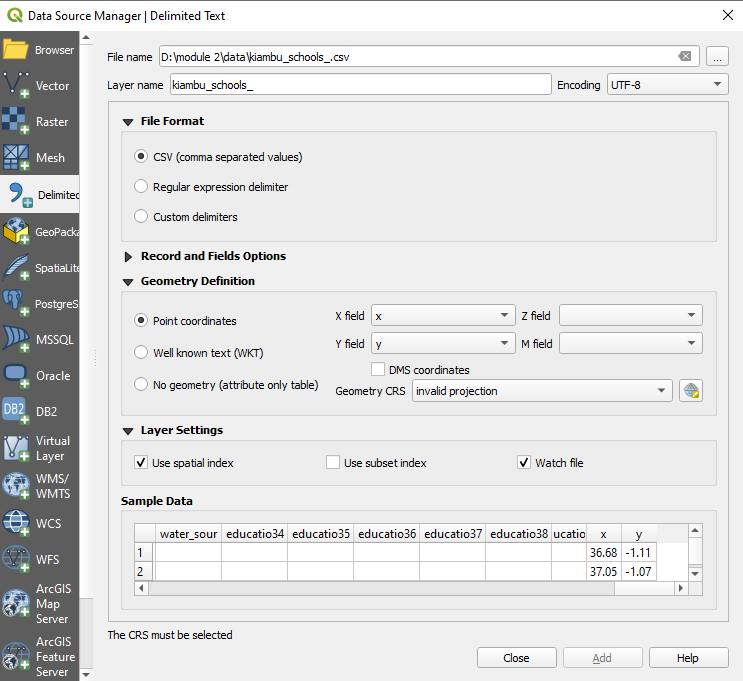 Data Source Manager | Delimited Text
Browser
Vector
Raster
Mesh
Delimited
GeoPacka
SpatiaLite
PostgreS
MSSQL
Oracle
DB2
DB2
Virtual
Layer
WMS/
WMTS
WCS
WFS
ArcGIS
Map
Server
ArcGIS
Feature
Server
File name D:\module 2\data\kiambu_schools_.csv ...
Layer name kiambu_schools_ Encoding UTF-8
File Format
CSV (comma separated values)
Regular expression delimiter
Custom delimiters
Record and Fields Options
Geometry Definition
Point coordinates
Well known text (WKT)
No geometry (attribute only table)
X field x Z field
Y field y M field
DMS coordinates
Geometry CRS invalid projection
Layer Settings
Use spatial index Use subset index Watch file
Sample Data
water_sour educatio34 educatio35 educatio36 educatio37 educatio38 ucatio x y
1 36.68 -1.11
2 37.05 -1.07
The CRS must be selected
Close Add Help